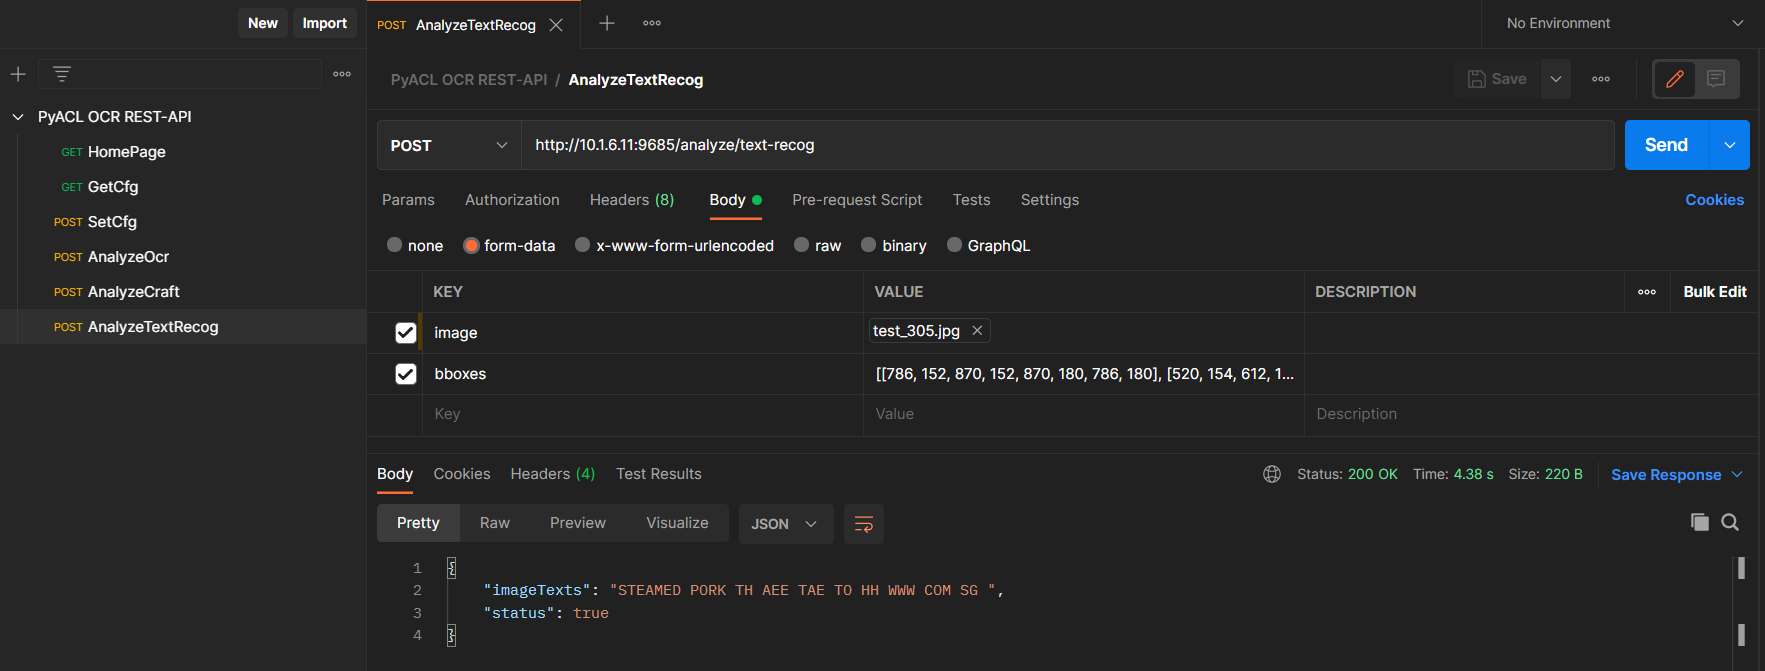 New Import POST AnalyzeTextRecog No Environment
PyACL OCR REST-API / AnalyzeTextRecog Save
PyACL OCR REST-API
GET HomePage
GET GetCfg
POST SetCfg
POST AnalyzeOcr
POST AnalyzeCraft
POST AnalyzeTextRecog
POST http://10.1.6.11:9685/analyze/text-recog Send
Params Authorization Headers (8) Body Pre-request Script Tests Settings Cookies
none form-data x-www-form-urlencoded raw binary GraphQL
KEY VALUE DESCRIPTION Bulk Edit
image test_305.jpg
bboxes [[786, 152, 870, 152, 870, 180, 786, 180], [520, 154, 612, 1...
Key Value Description
Body Cookies Headers (4) Test Results Status: 200 OK Time: 4.38 s Size: 220 B Save Response
Pretty Raw Preview Visualize JSON
1 {
2 "imageTexts": "STEAMED PORK TH AEE TAE TO HH WWW COM SG ",
3 "status": true
4 }